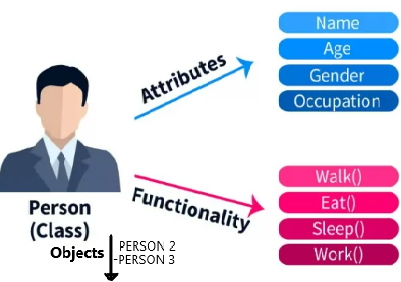 Attributes
Name
Age
Gender
Occupation
Functionality
Walk()
Eat()
Sleep()
Work()
Person
(Class)
Objects
PERSON 2
-PERSON 3